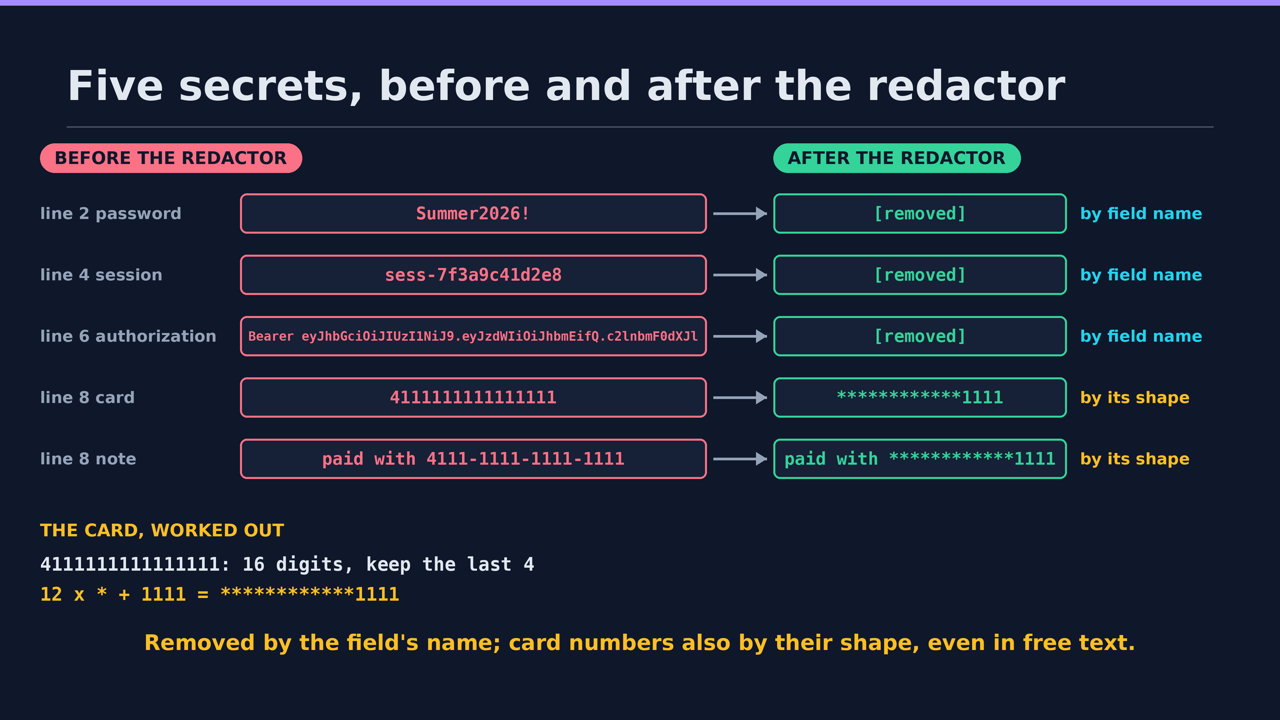 Five secrets, before and after the redactor
BEFORE THE REDACTOR AFTER THE REDACTOR
line 2 password Summer2026! [removed] by field name
line 4 session sess-7f3a9c41d2e8 [removed] by field name
line 6 authorization Bearer eyJhbGciOiJIUzI1NiJ9.eyJzdWIiOiJhbmEifQ.c2lnbmF0dXJl [removed] by field name
line 8 card 4111111111111111 ************1111 by its shape
line 8 note paid with 4111-1111-1111-1111 paid with ************1111 by its shape
THE CARD, WORKED OUT
4111111111111111: 16 digits, keep the last 4
12 x * + 1111 = ************1111
Removed by the field's name; card numbers also by their shape, even in free text.